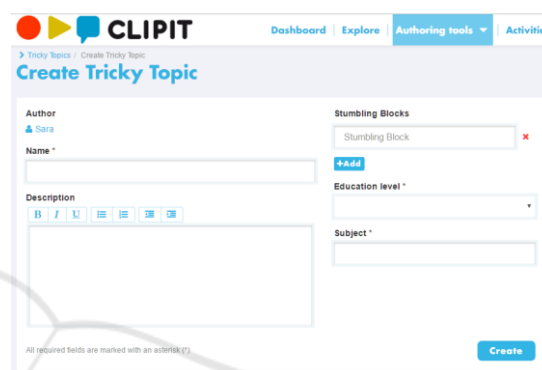 CLIPIT
Dashboard Explore Authoring tools Activitie
Tricky Topics / Create Tricky Topic
Create Tricky Topic
Author
Sara
Name *
Description
B I U
Stumbling Blocks
Stumbling Block
+Add
Education level *
Subject *
All required fields are marked with an asterisk (*)
Create